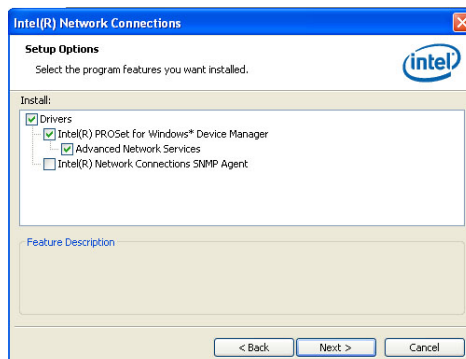 Intel(R) Network Connections
Setup Options
Select the program features you want installed.
intel
Install:
Drivers
Intel(R) PROSet for Windows* Device Manager
Advanced Network Services
Intel(R) Network Connections SNMP Agent
Feature Description
< Back
Next >
Cancel